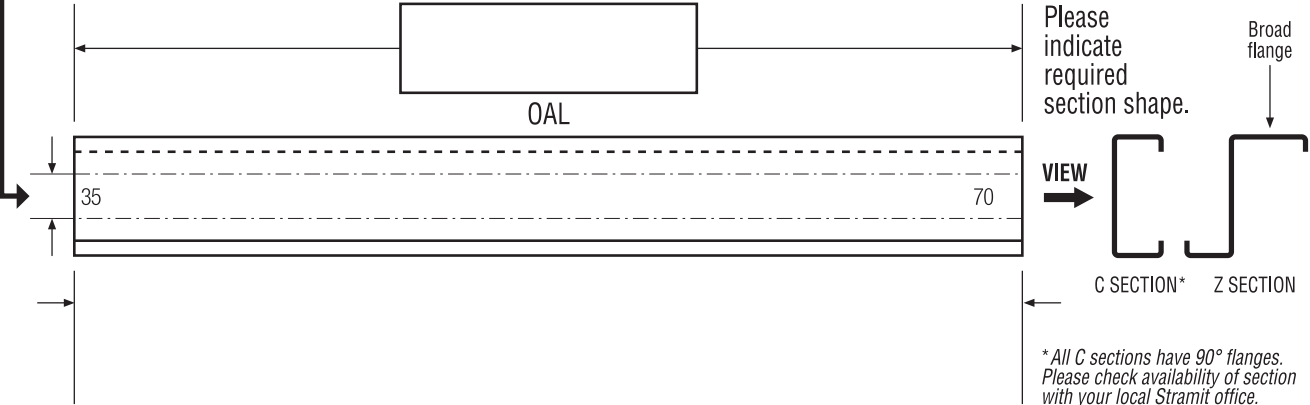 Please
indicate
required
section shape.
Broad
flange
OAL
VIEW
35
70
C SECTION*
Z SECTION
* All C sections have 90° flanges.
Please check availability of section
with your local Stramit office.